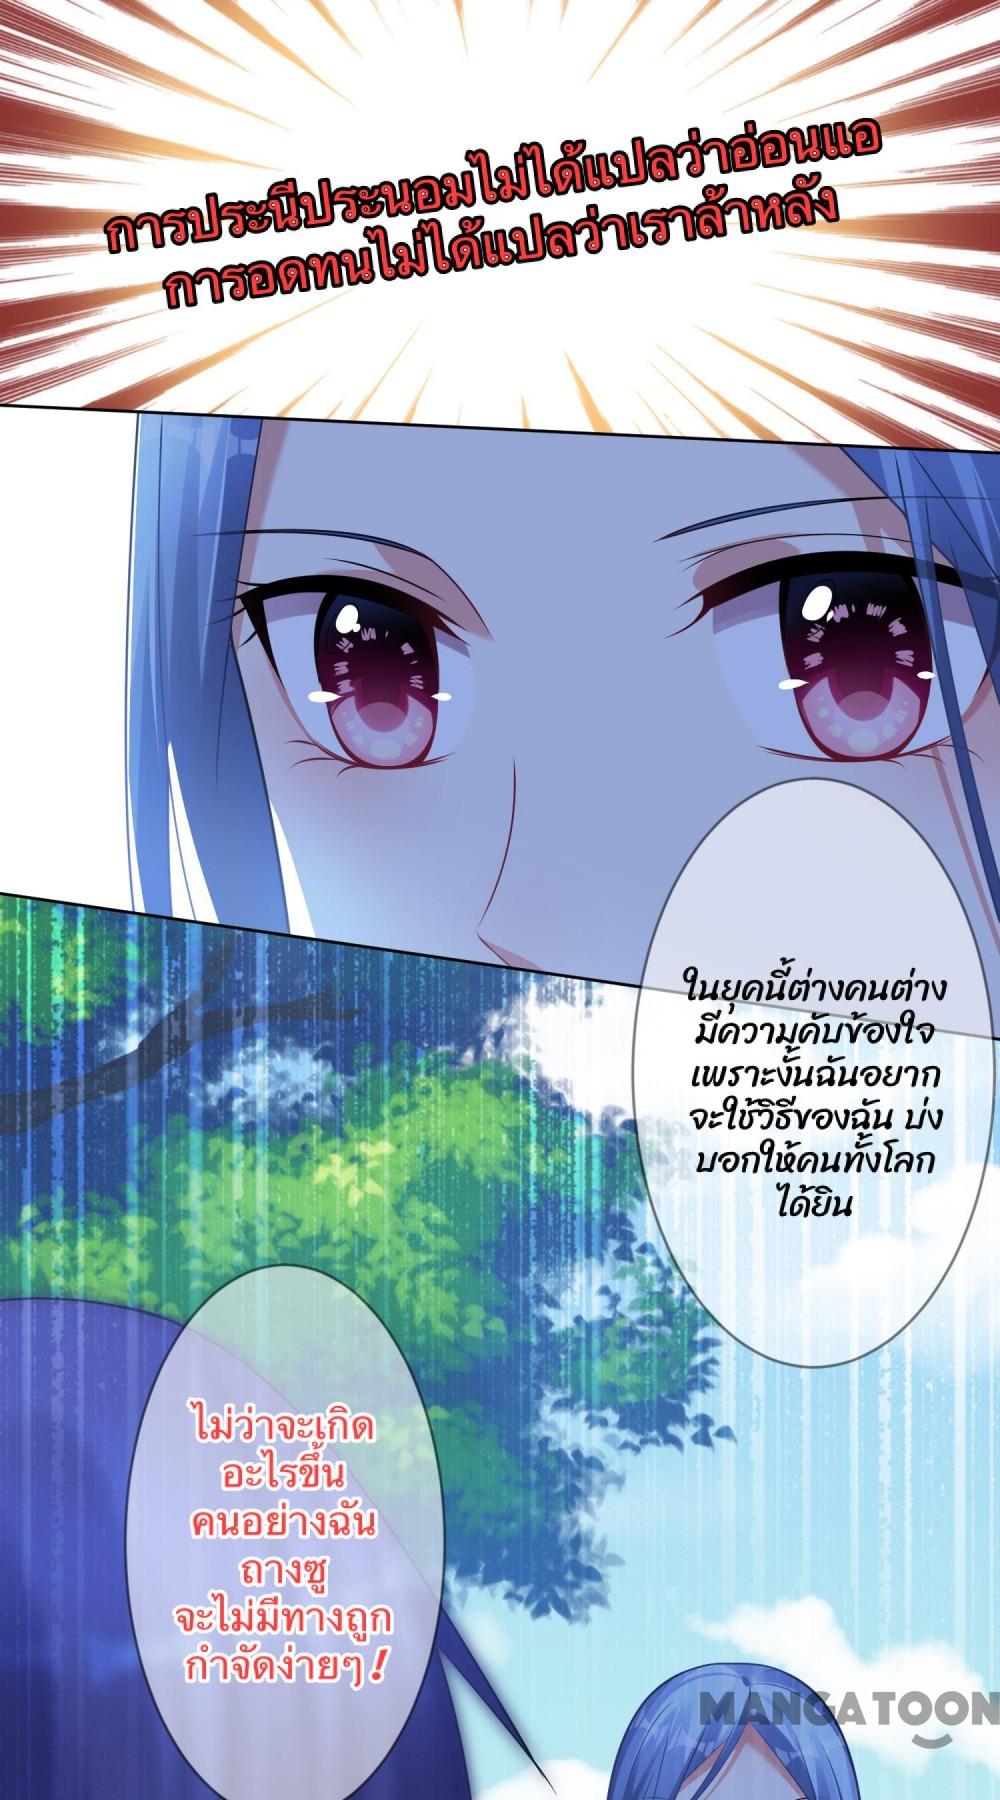 การประนีประนอมไม่ได้แปลว่าอ่อนแอ
การอดทนไม่ได้แปลว่าเราล้าหลัง
ในยุคนี้ต่างคนต่าง
มีความคับข้องใจ
เพราะงั้นฉันอยาก
จะใช้วิธีของฉัน บ่ง
บอกให้คนทั้งโลก
ได้ยิน
ไม่ว่าจะเกิด
อะไรขึ้น
คนอย่างฉัน
ถางซู
จะไม่มีทางถูก
กำจัดง่ายๆ!
MANGATOON